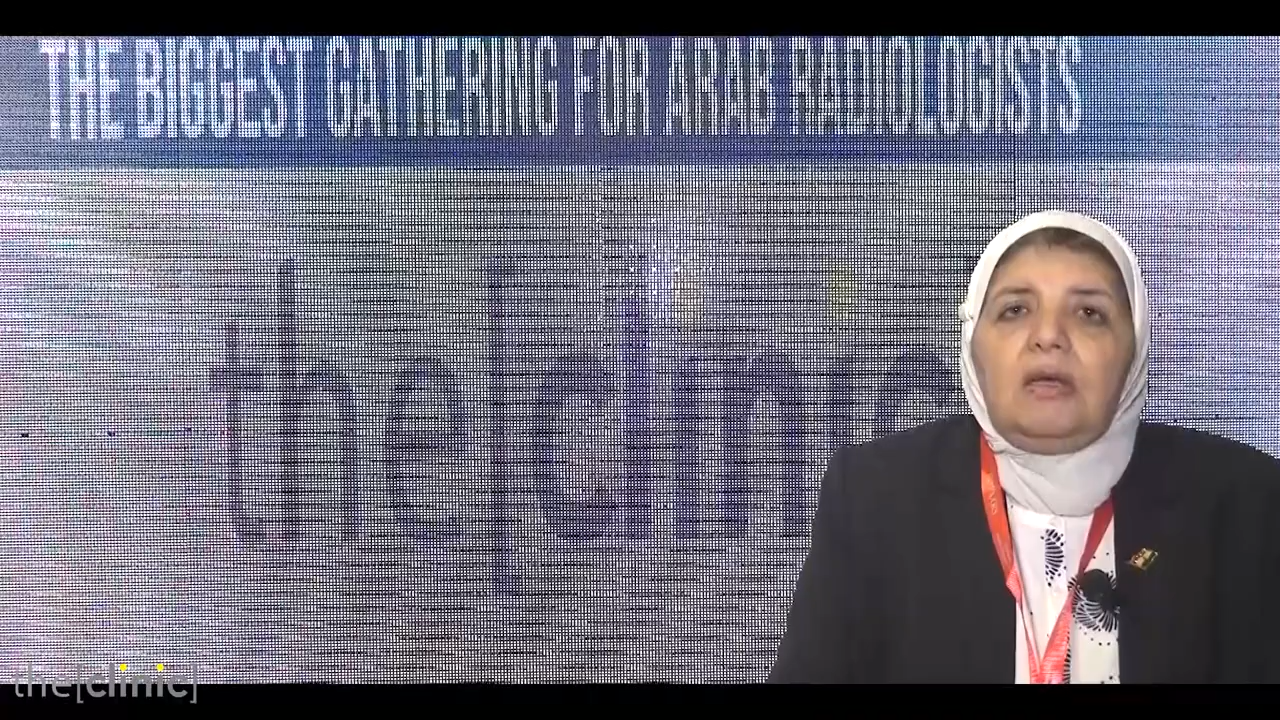 THE BIGGEST GATHERING FOR ARAB RADIOLOGISTS
the[clinic
the[clinic]